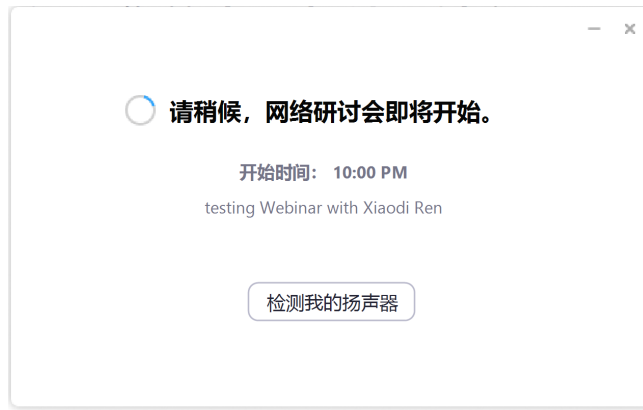 请稍候，网络研讨会即将开始。
开始时间： 10:00 PM
testing Webinar with Xiaodi Ren
检测我的扬声器